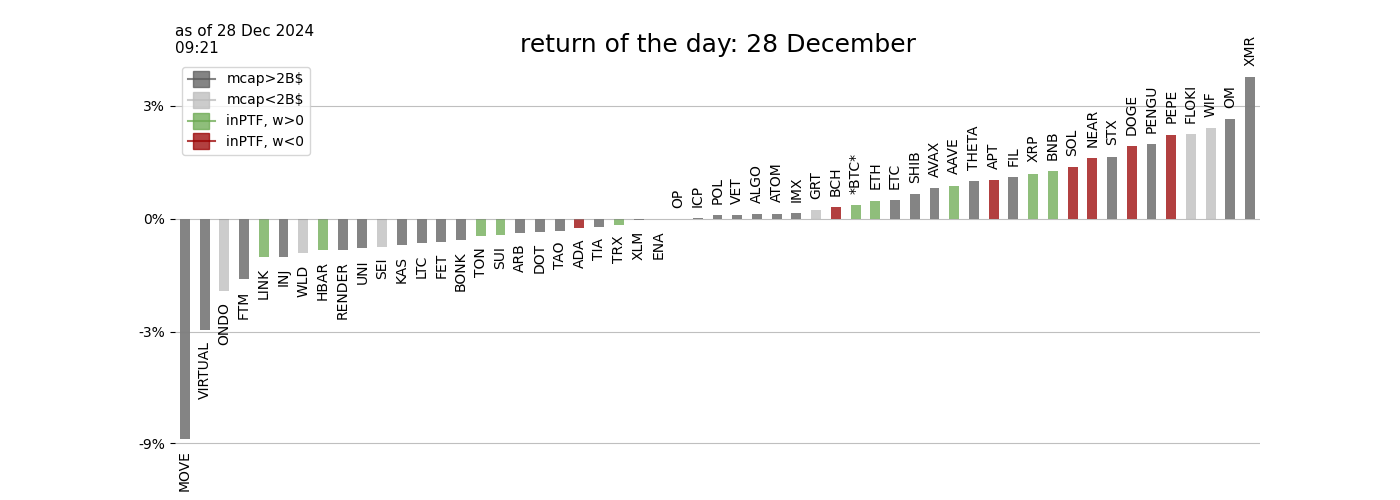 as of 28 Dec 2024
09:21
return of the day: 28 December
mcap>2B$
mcap<2B$
inPTF, w>0
inPTF, w<0
3%
0%
-3%
-9%
MOVE
VIRTUAL
ONDO
FTM
LINK
INJ
WLD
HBAR
RENDER
UNI
SEI
KAS
LTC
FET
BONK
TON
SUI
ARB
DOT
TAO
ADA
TIA
TRX
XLM
ENA
OP
ICP
POL
VET
ALGO
ATOM
IMX
GRT
BCH
*BTC*
ETH
ETC
SHIB
AVAX
AAVE
THETA
APT
FIL
XRP
BNB
SOL
NEAR
STX
DOGE
PENGU
PEPE
FLOKI
WIF
OM
XMR